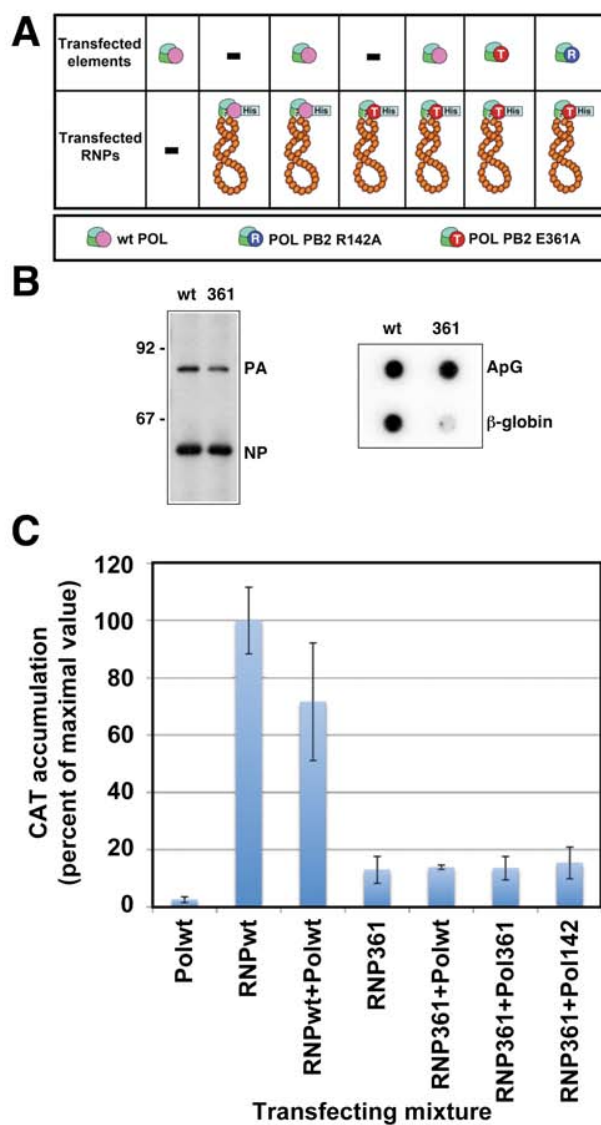 A
Transfected elements
T
R
Transfected RNPs
His
His
T His
T His
T His
T His
wt POL
R POL PB2 R142A
T POL PB2 E361A
B
wt 361
92 -
PA
67 -
NP
wt 361
ApG
β-globin
C
CAT accumulation
(percent of maximal value)
120
100
80
60
40
20
0
Polwt
RNPwt
RNPwt+Polwt
RNP361
RNP361+Polwt
RNP361+Pol361
RNP361+Pol142
Transfecting mixture